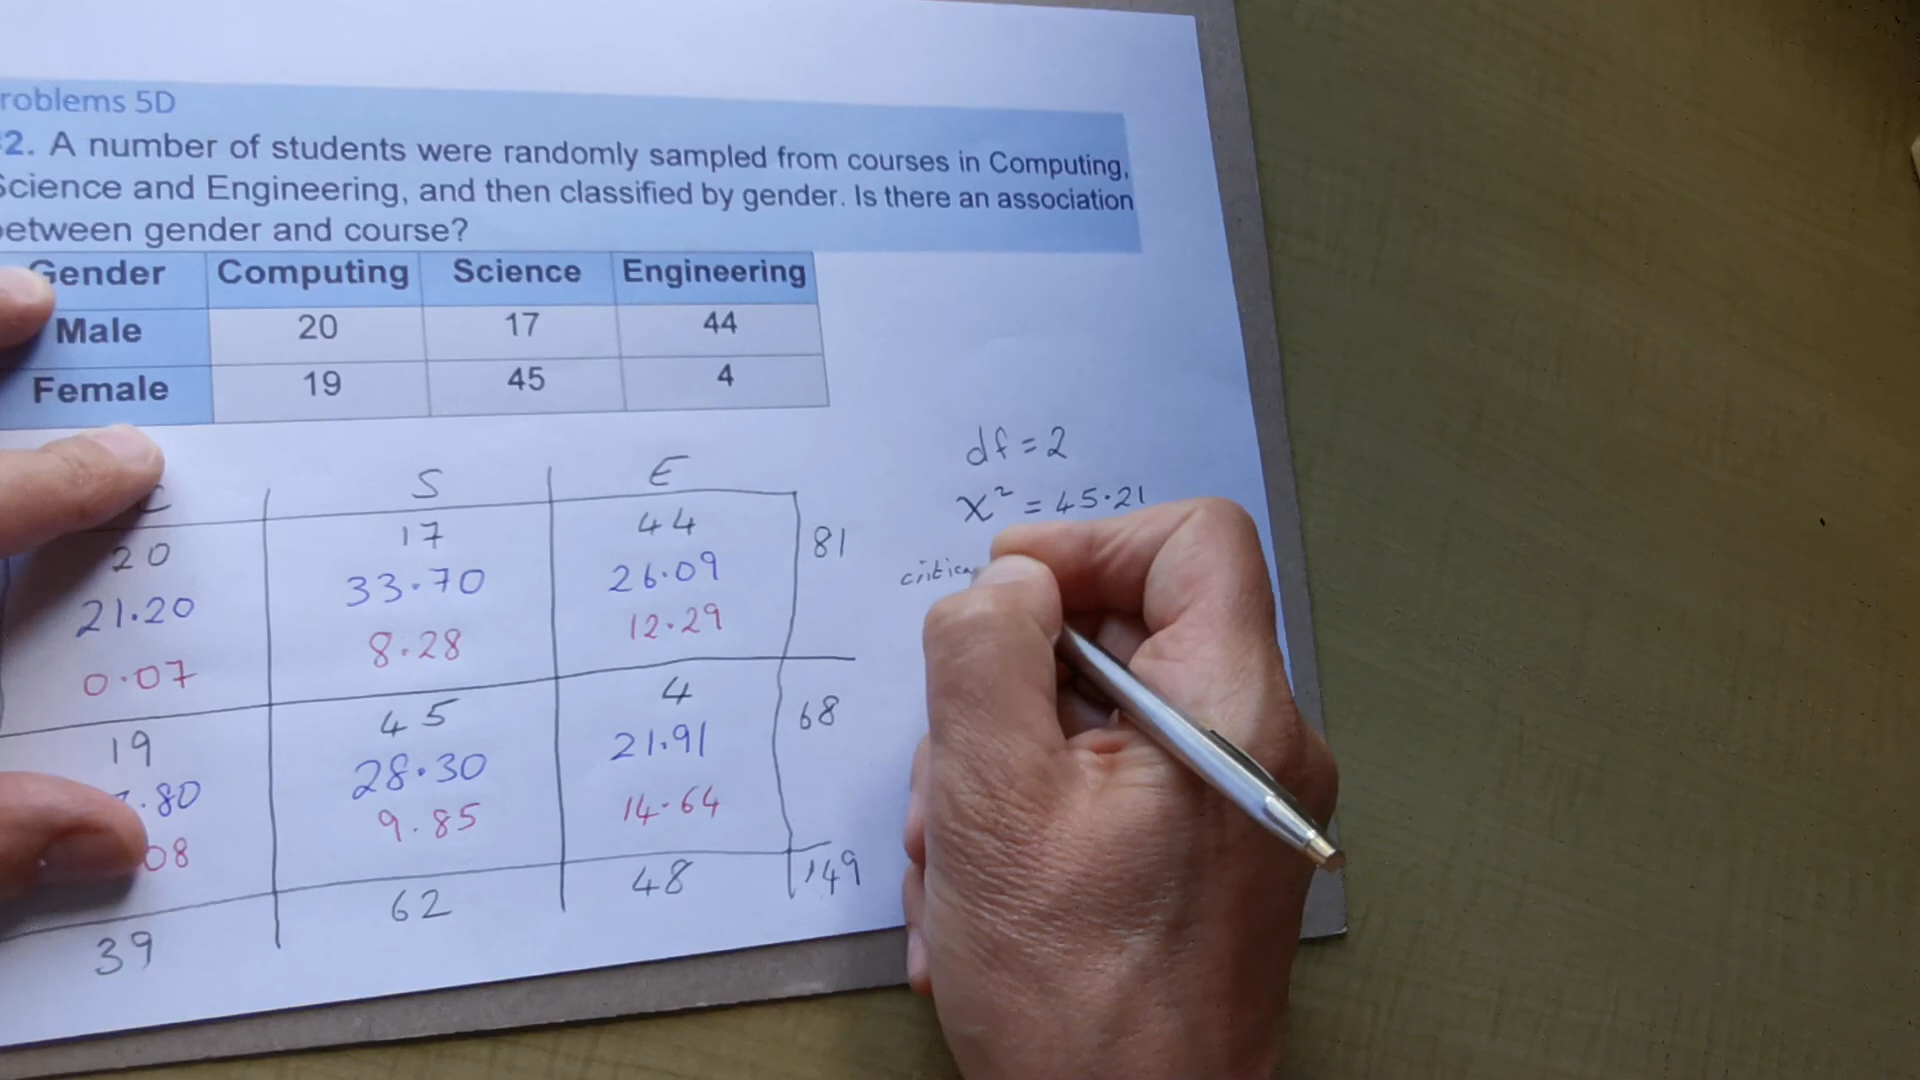 roblems 5D
2. A number of students were randomly sampled from courses in Computing,
Science and Engineering, and then classified by gender. Is there an association
between gender and course?
Gender Computing Science Engineering
Male 20 17 44
Female 19 45 4
df = 2
χ² = 45.21
critica
C S E
20 17 44 81
21.20 33.70 26.09
0.07 8.28 12.29
19 45 4 68
.80 28.30 21.91
08 9.85 14.64
39 62 48 149